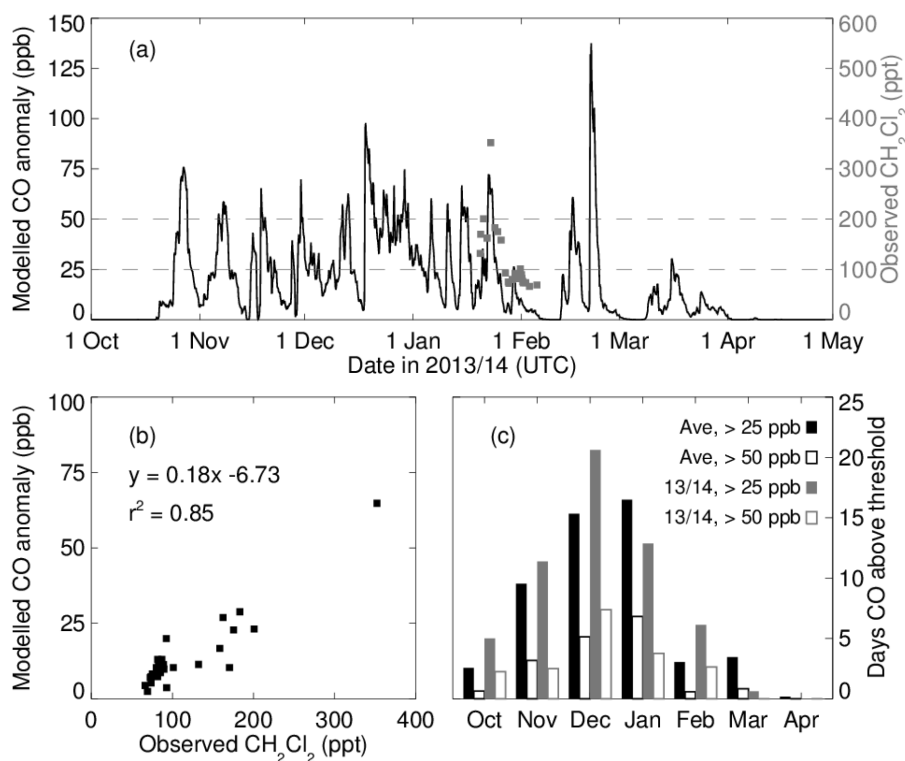 150
125
100
75
50
25
0
Modelled CO anomaly (ppb)
(a)
600
500
400
300
200
100
0
Observed CH₂Cl₂ (ppt)
1 Oct 1 Nov 1 Dec 1 Jan 1 Feb 1 Mar 1 Apr 1 May
Date in 2013/14 (UTC)
100
75
50
25
0
Modelled CO anomaly (ppb)
(b)
y = 0.18x -6.73
r² = 0.85
0 100 200 300 400
Observed CH₂Cl₂ (ppt)
(c)
Ave, > 25 ppb
Ave, > 50 ppb
13/14, > 25 ppb
13/14, > 50 ppb
25
20
15
10
5
0
Days CO above threshold
Oct Nov Dec Jan Feb Mar Apr